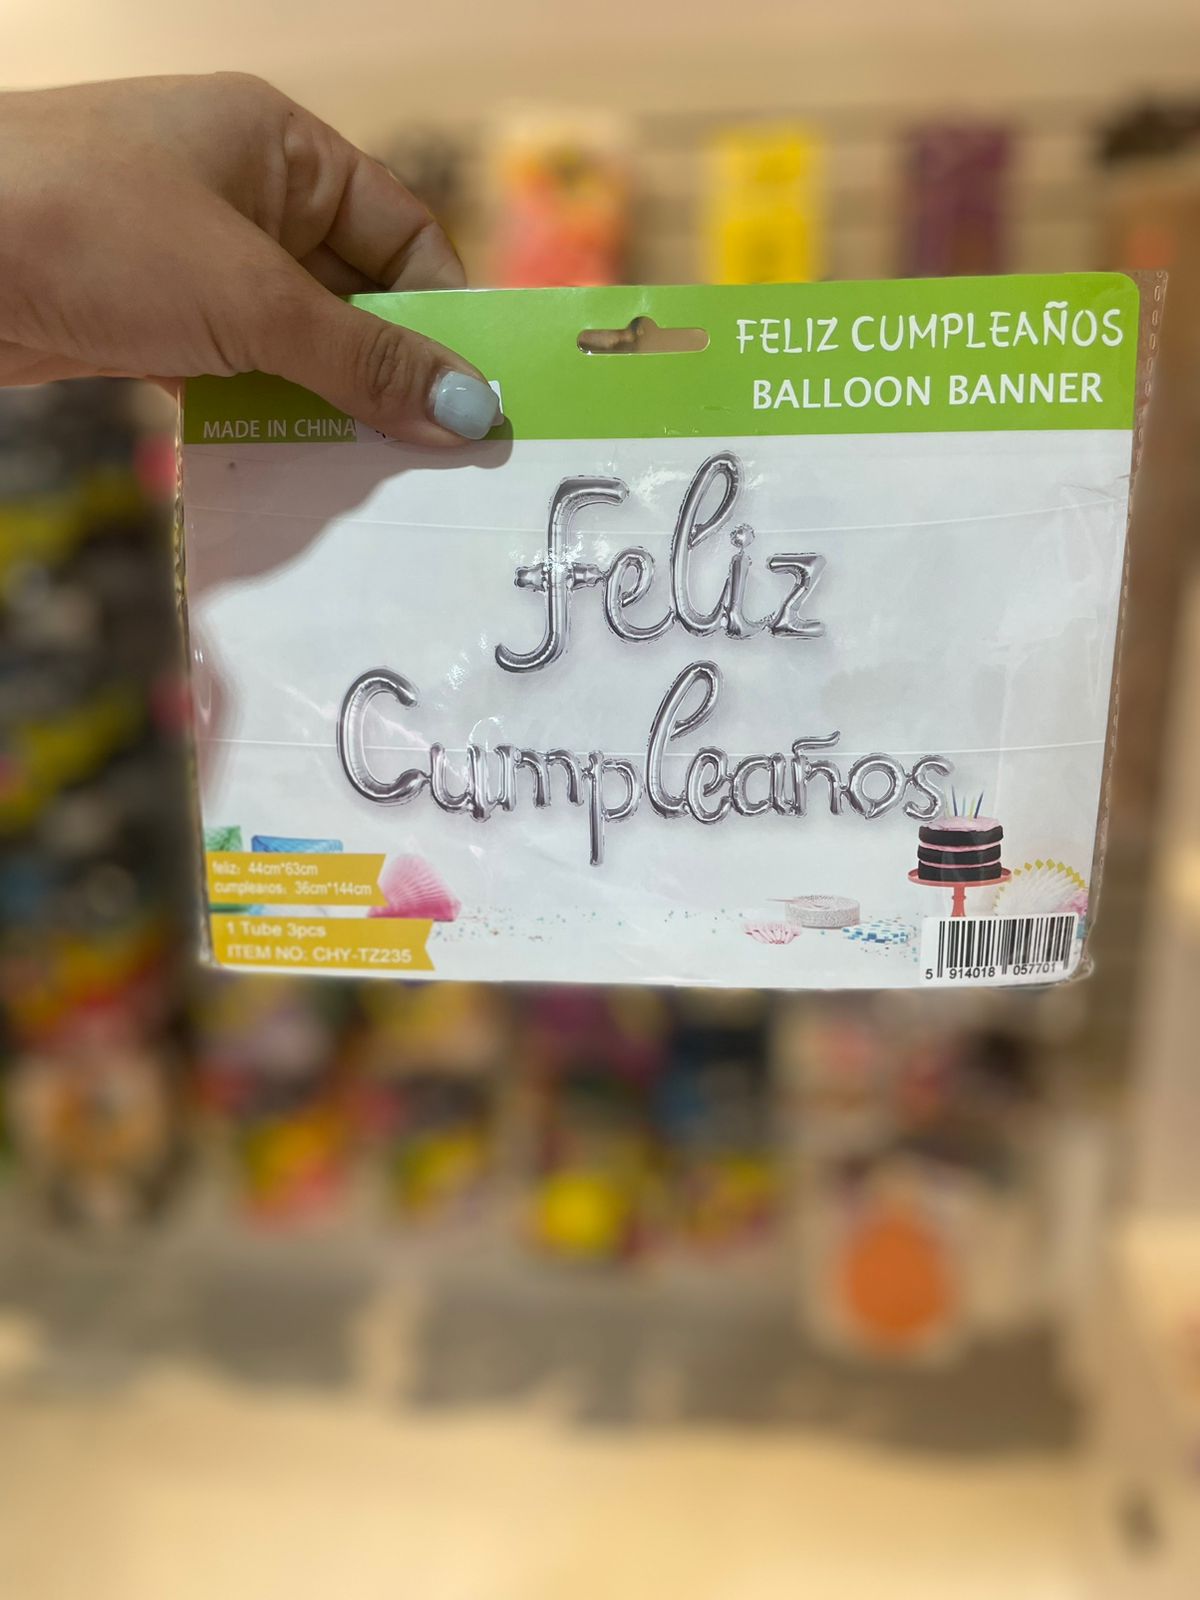 FELIZ CUMPLEAÑOS
BALLOON BANNER
MADE IN CHINA
Feliz
Cumpleaños
feliz: 44cm*63cm
cumpleaños: 36cm*144cm
1 Tube 3pcs
ITEM NO: CHY-TZ235
5 914018 057701